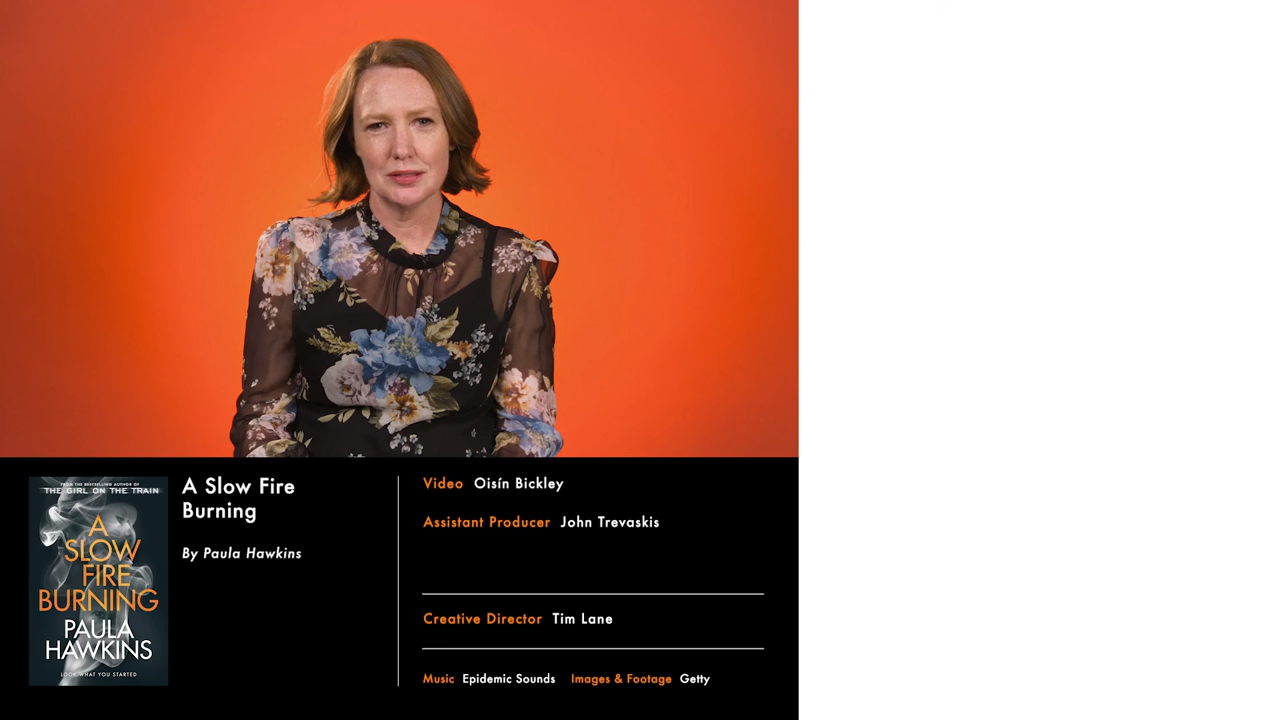 FROM THE BESTSELLING AUTHOR OF
THE GIRL ON THE TRAIN
A
SLOW
FIRE
BURNING
PAULA
HAWKINS
LOOK WHAT YOU STARTED
A Slow Fire
Burning
By Paula Hawkins
Video Oisín Bickley
Assistant Producer John Trevaskis
Creative Director Tim Lane
Music Epidemic Sounds Images & Footage Getty